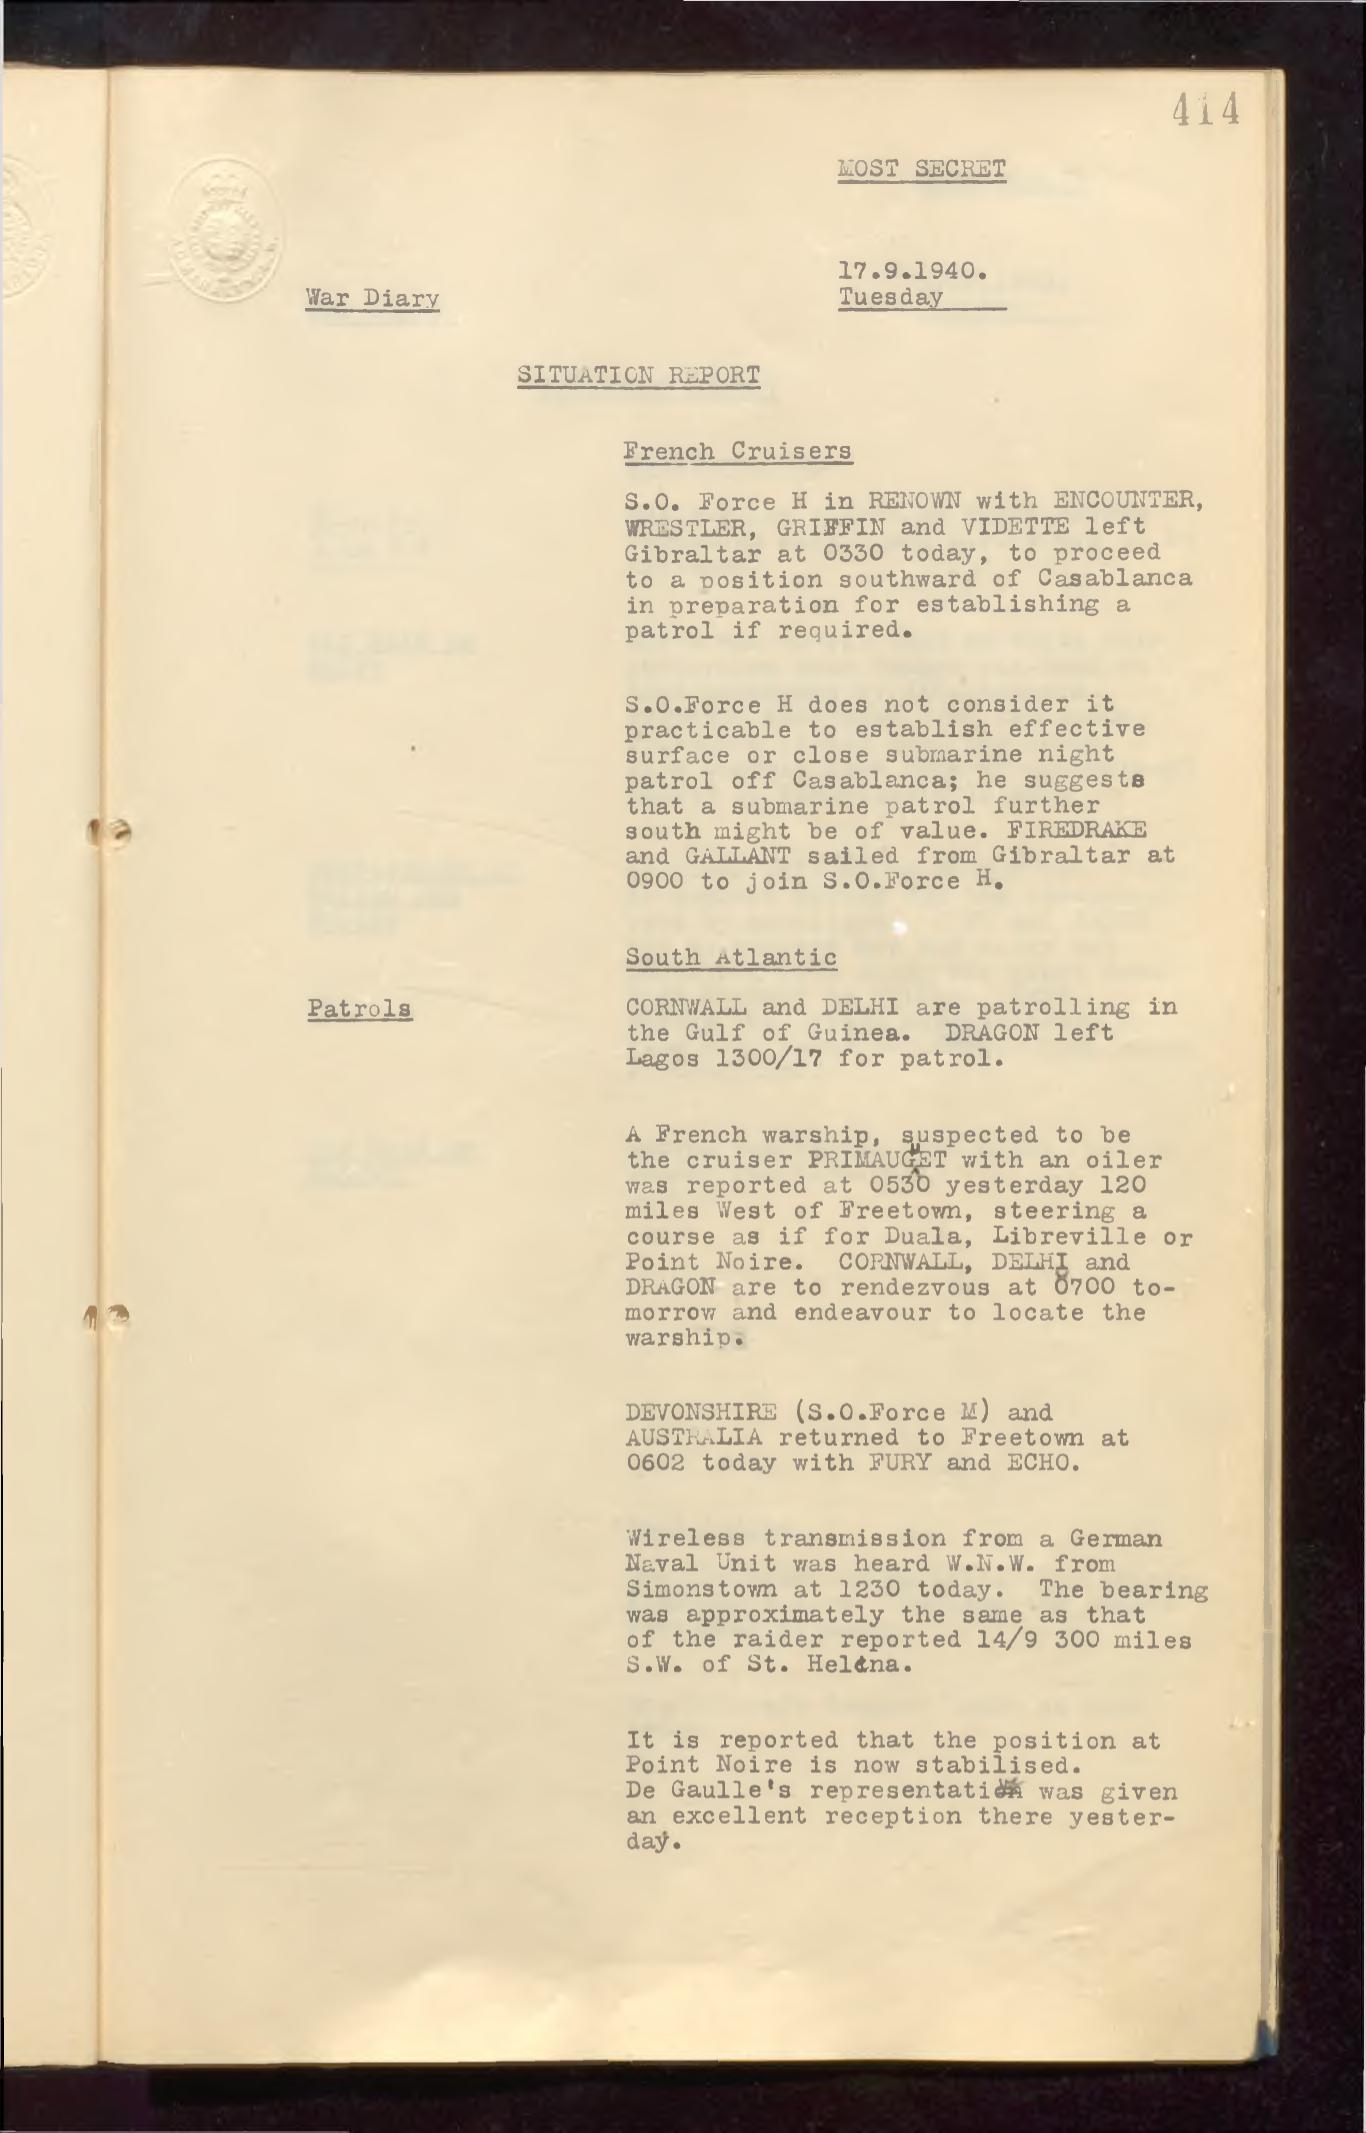 414
MOST SECRET
17.9.1940.
War Diary
Tuesday
SITUATION REPORT
French Cruisers
S.O. Force H in RENOWN with ENCOUNTER,
WRESTLER, GRIFFIN and VIDETTE left
Gibraltar at 0330 today, to proceed
to a position southward of Casablanca
in preparation for establishing a
patrol if required.
S.O.Force H does not consider it
practicable to establish effective
surface or close submarine night
patrol off Casablanca; he suggests
that a submarine patrol further
south might be of value. FIREDRAKE
and GALLANT sailed from Gibraltar at
0900 to join S.O.Force H.
South Atlantic
Patrols
CORNWALL and DELHI are patrolling in
the Gulf of Guinea. DRAGON left
Lagos 1300/17 for patrol.
A French warship, suspected to be
the cruiser PRIMAUGUET with an oiler
was reported at 0530 yesterday 120
miles West of Freetown, steering a
course as if for Duala, Libreville or
Point Noire. CORNWALL, DELHI and
DRAGON are to rendezvous at 0700 to-
morrow and endeavour to locate the
warship.
DEVONSHIRE (S.O.Force M) and
AUSTRALIA returned to Freetown at
0602 today with FURY and ECHO.
Wireless transmission from a German
Naval Unit was heard W.N.W. from
Simonstown at 1230 today. The bearing
was approximately the same as that
of the raider reported 14/9 300 miles
S.W. of St. Helena.
It is reported that the position at
Point Noire is now stabilised.
De Gaulle's was given
an excellent reception there yester-
day.